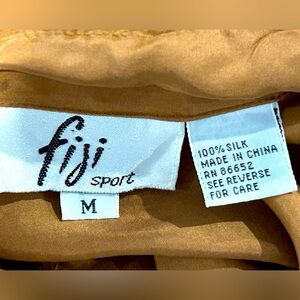 fiji
sport
M
100% SILK
MADE IN CHINA
RN 86652
SEE REVERSE
FOR CARE